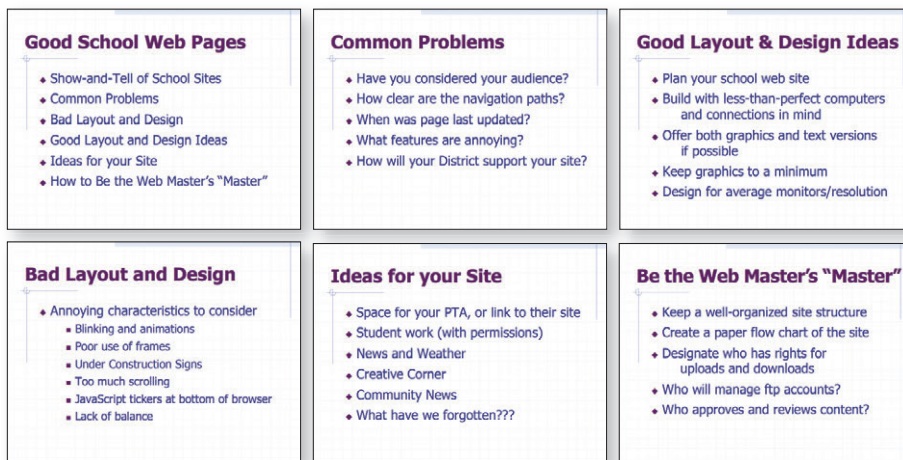 Good School Web Pages
◆ Show-and-Tell of School Sites
◆ Common Problems
◆ Bad Layout and Design
◆ Good Layout and Design Ideas
◆ Ideas for your Site
◆ How to Be the Web Master’s “Master”
Common Problems
◆ Have you considered your audience?
◆ How clear are the navigation paths?
◆ When was page last updated?
◆ What features are annoying?
◆ How will your District support your site?
Good Layout & Design Ideas
◆ Plan your school web site
◆ Build with less-than-perfect computers
and connections in mind
◆ Offer both graphics and text versions
if possible
◆ Keep graphics to a minimum
◆ Design for average monitors/resolution
Bad Layout and Design
◆ Annoying characteristics to consider
■ Blinking and animations
■ Poor use of frames
■ Under Construction Signs
■ Too much scrolling
■ JavaScript tickers at bottom of browser
■ Lack of balance
Ideas for your Site
◆ Space for your PTA, or link to their site
◆ Student work (with permissions)
◆ News and Weather
◆ Creative Corner
◆ Community News
◆ What have we forgotten???
Be the Web Master’s “Master”
◆ Keep a well-organized site structure
◆ Create a paper flow chart of the site
◆ Designate who has rights for
uploads and downloads
◆ Who will manage ftp accounts?
◆ Who approves and reviews content?